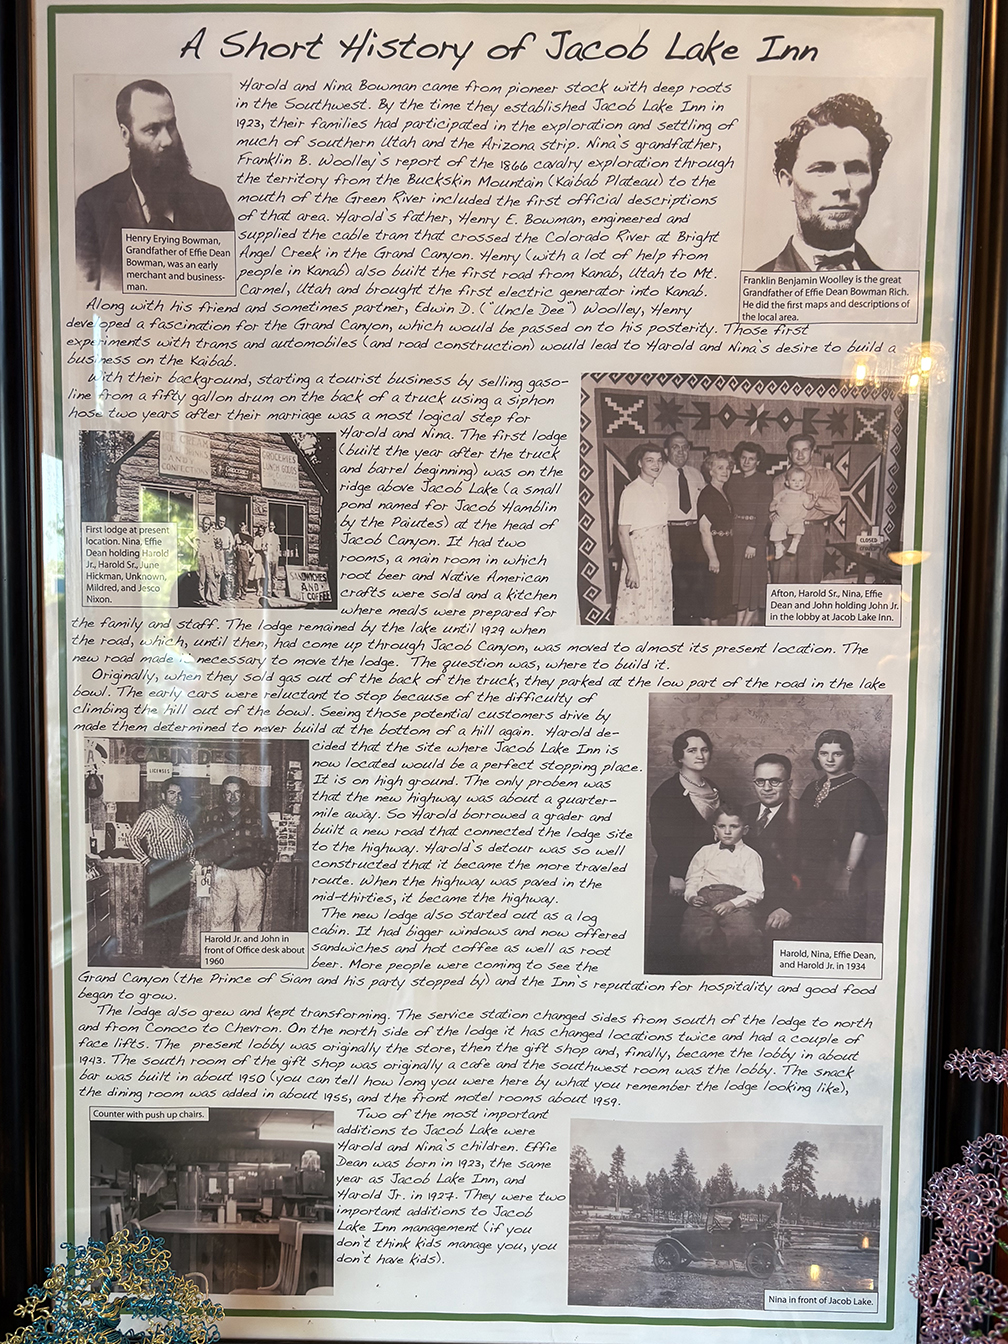 A Short History of Jacob Lake Inn
Harold and Nina Bowman came from pioneer stock with deep roots
in the Southwest. By the time they established Jacob Lake Inn in
1923, their families had participated in the exploration and settling of
much of southern Utah and the Arizona strip. Nina's grandfather,
Franklin B. Woolley's report of the 1866 cavalry exploration through
the territory from the Buckskin Mountain (Kaibab Plateau) to the
mouth of the Green River included the first official descriptions
of that area. Harold's father, Henry E. Bowman, engineered and
supplied the cable tram that crossed the Colorado River at Bright
Angel Creek in the Grand Canyon. Henry (with a lot of help from
people in Kanab) also built the first road from Kanab, Utah to Mt.
Carmel, Utah and brought the first electric generator into Kanab.
Henry Erying Bowman,
Grandfather of Effie Dean
Bowman, was an early
merchant and business-
man.
Franklin Benjamin Woolley is the great
Grandfather of Effie Dean Bowman Rich.
He did the first maps and descriptions of
the local area.
Along with his friend and sometimes partner, Edwin D. ("Uncle Dee") Woolley, Henry
developed a fascination for the Grand Canyon, which would be passed on to his posterity. Those first
experiments with trams and automobiles (and road construction) would lead to Harold and Nina's desire to build a
business on the Kaibab.
With their background, starting a tourist business by selling gaso-
line from a fifty gallon drum on the back of a truck using a siphon
hose two years after their marriage was a most logical step for
Harold and Nina. The first lodge
(built the year after the truck
and barrel beginning) was on the
ridge above Jacob Lake (a small
pond named for Jacob Hamblin
by the Paiutes) at the head of
Jacob Canyon. It had two
rooms, a main room in which
root beer and Native American
crafts were sold and a kitchen
where meals were prepared for
the family and staff. The lodge remained by the lake until 1929 when
the road, which, until then, had come up through Jacob Canyon, was moved to almost its present location. The
new road made it necessary to move the lodge. The question was, where to build it.
ICE CREAM
CONFECTIONS
GROCERIES
GROCERIES
LUNCH GOODS
SANDWICHES
AND
COFFEE
First lodge at present
location. Nina, Effie
Dean holding Harold
Jr., Harold Sr., June
Hickman, Unknown,
Mildred, and Jesco
Nixon.
CLOSED
Afton, Harold Sr., Nina, Effie
Dean and John holding John Jr.
in the lobby at Jacob Lake Inn.
Originally, when they sold gas out of the back of the truck, they parked at the low part of the road in the lake
bowl. The early cars were reluctant to stop because of the difficulty of
climbing the hill out of the bowl. Seeing those potential customers drive by
made them determined to never build at the bottom of a hill again. Harold de-
cided that the site where Jacob Lake Inn is
now located would be a perfect stopping place.
It is on high ground. The only probem was
that the new highway was about a quarter-
mile away. So Harold borrowed a grader and
built a new road that connected the lodge site
to the highway. Harold's detour was so well
constructed that it became the more traveled
route. When the highway was paved in the
mid-thirties, it became the highway.
The new lodge also started out as a log
cabin. It had bigger windows and now offered
sandwiches and hot coffee as well as root
beer. More people were coming to see the
Grand Canyon (the Prince of Siam and his party stopped by) and the Inn's reputation for hospitality and good food
began to grow.
CABIN DESK
LICENSES
Harold Jr. and John in
front of Office desk about
1960
Harold, Nina, Effie Dean,
and Harold Jr. in 1934
The lodge also grew and kept transforming. The service station changed sides from south of the lodge to north
and from Conoco to Chevron. On the north side of the lodge it has changed locations twice and had a couple of
face lifts. The present lobby was originally the store, then the gift shop and, finally, became the lobby in about
1943. The south room of the gift shop was originally a cafe and the southwest room was the lobby. The snack
bar was built in about 1950 (you can tell how long you were here by what you remember the lodge looking like),
the dining room was added in about 1955, and the front motel rooms about 1959.
Counter with push up chairs.
Two of the most important
additions to Jacob Lake were
Harold and Nina's children. Effie
Dean was born in 1923, the same
year as Jacob Lake Inn, and
Harold Jr. in 1927. They were two
important additions to Jacob
Lake Inn management (if you
don't think kids manage you, you
don't have kids).
Nina in front of Jacob Lake.